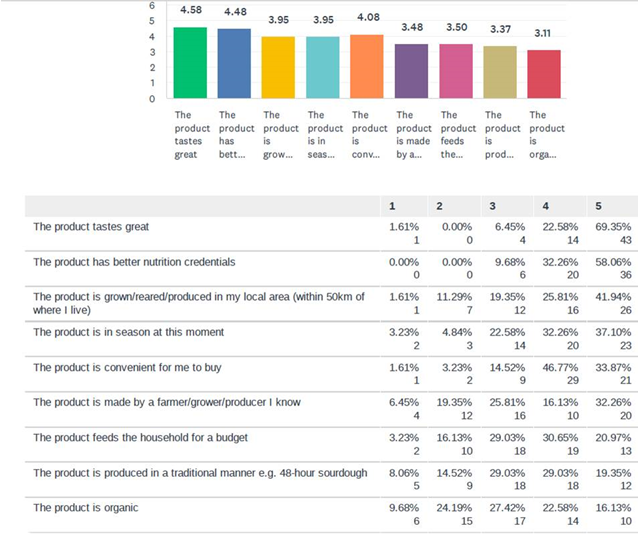 6
5
4
3
2
1
0
4.58 4.48 3.95 3.95 4.08 3.48 3.50 3.37 3.11
The product tastes great
The product has bett...
The product is grow...
The product is in seas...
The product is conv...
The product is made by a...
The product feeds the...
The product is prod...
The product is orga...
1 2 3 4 5
The product tastes great 1.61% 0.00% 6.45% 22.58% 69.35%
1 0 4 14 43
The product has better nutrition credentials 0.00% 0.00% 9.68% 32.26% 58.06%
0 0 6 20 36
The product is grown/reared/produced in my local area (within 50km of 1.61% 11.29% 19.35% 25.81% 41.94%
where I live) 1 7 12 16 26
The product is in season at this moment 3.23% 4.84% 22.58% 32.26% 37.10%
2 3 14 20 23
The product is convenient for me to buy 1.61% 3.23% 14.52% 46.77% 33.87%
1 2 9 29 21
The product is made by a farmer/grower/producer I know 6.45% 19.35% 25.81% 16.13% 32.26%
4 12 16 10 20
The product feeds the household for a budget 3.23% 16.13% 29.03% 30.65% 20.97%
2 10 18 19 13
The product is produced in a traditional manner e.g. 48-hour sourdough 8.06% 14.52% 29.03% 29.03% 19.35%
5 9 18 18 12
The product is organic 9.68% 24.19% 27.42% 22.58% 16.13%
6 15 17 14 10